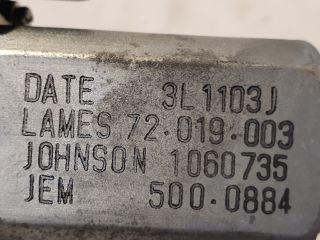 DATE 3L1103J
LAMES 72.019.003
JOHNSON 1060735
JEM 500.0884